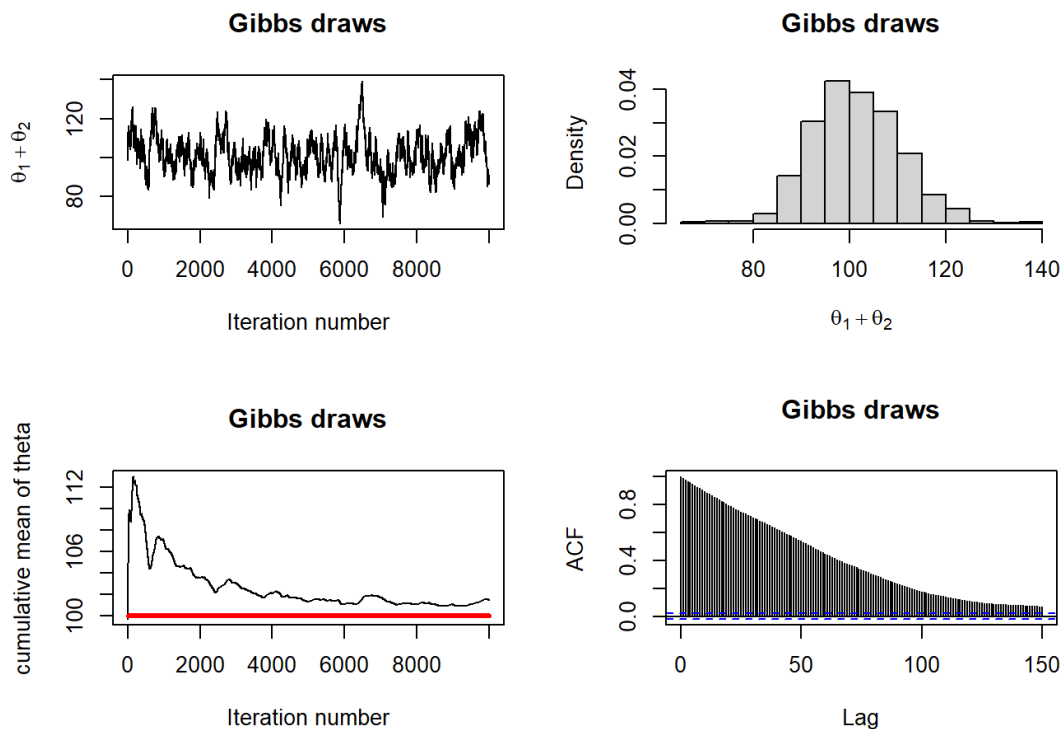 Gibbs draws
θ1 + θ2
120
80
0 2000 4000 6000 8000
Iteration number
Gibbs draws
Density
0.04
0.02
0.00
80 100 120 140
θ1 + θ2
Gibbs draws
cumulative mean of theta
112
106
100
0 2000 4000 6000 8000
Iteration number
Gibbs draws
ACF
0.8
0.4
0.0
0 50 100 150
Lag